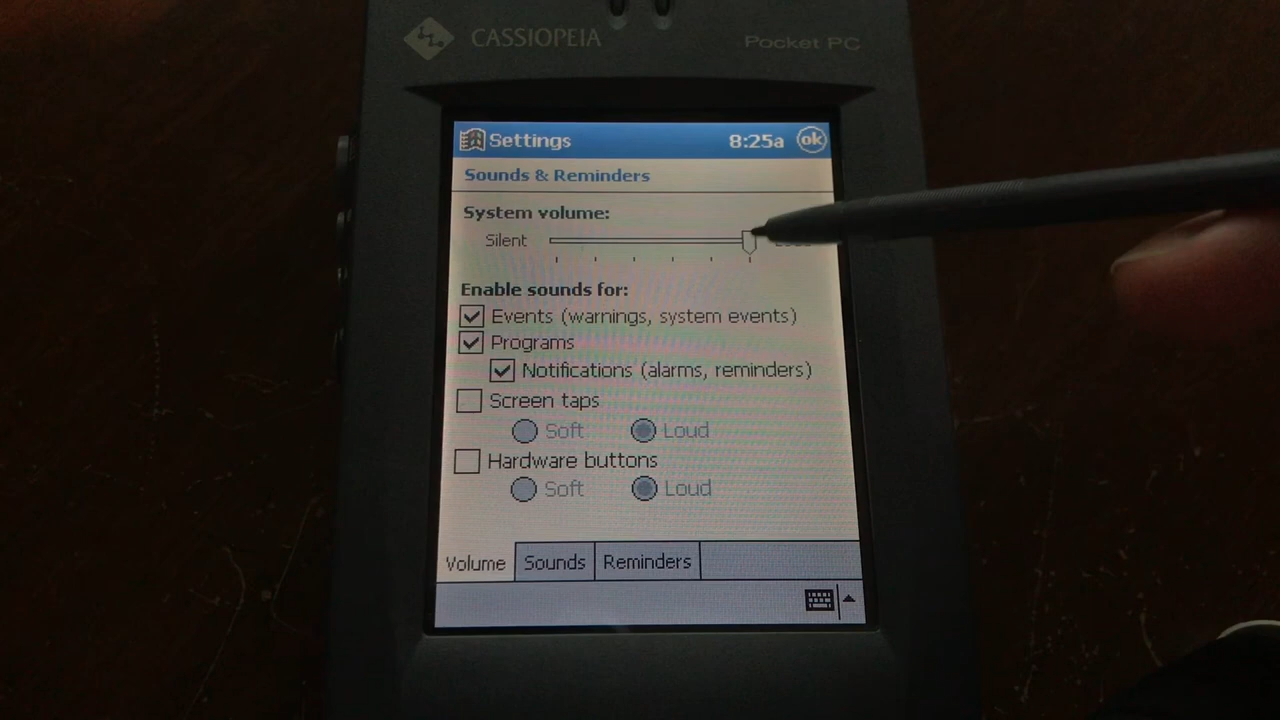 CASSIOPEIA Pocket PC
Settings 8:25a ok
Sounds & Reminders
System volume:
Silent
Enable sounds for:
Events (warnings, system events)
Programs
Notifications (alarms, reminders)
Screen taps
Soft Loud
Hardware buttons
Soft Loud
Volume Sounds Reminders